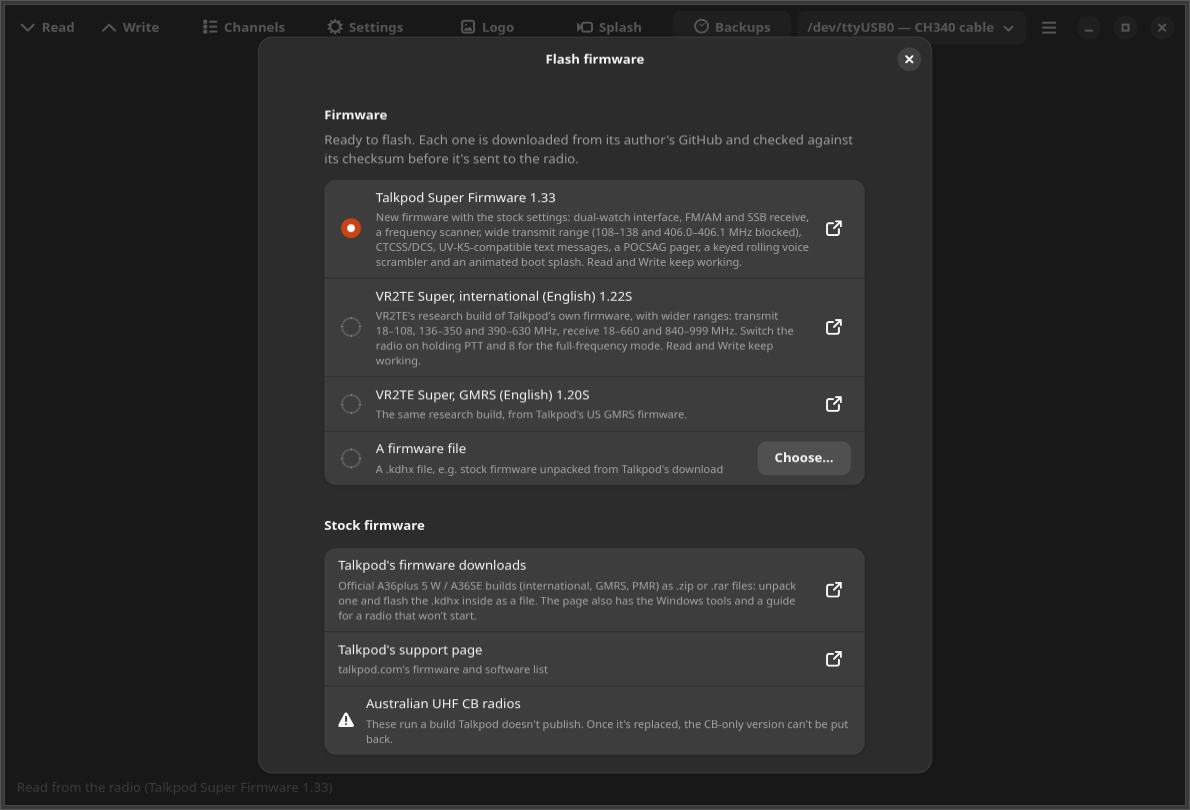 Read
Write
Channels
Settings
Logo
Splash
Backups
/dev/ttyUSB0 — CH340 cable
Flash firmware
Firmware
Ready to flash. Each one is downloaded from its author's GitHub and checked against
its checksum before it's sent to the radio.
Talkpod Super Firmware 1.33
New firmware with the stock settings: dual-watch interface, FM/AM and SSB receive,
a frequency scanner, wide transmit range (108–138 and 406.0–406.1 MHz blocked),
CTCSS/DCS, UV-K5-compatible text messages, a POCSAG pager, a keyed rolling voice
scrambler and an animated boot splash. Read and Write keep working.
VR2TE Super, international (English) 1.22S
VR2TE's research build of Talkpod's own firmware, with wider ranges: transmit
18–108, 136–350 and 390–630 MHz, receive 18–660 and 840–999 MHz. Switch the
radio on holding PTT and 8 for the full-frequency mode. Read and Write keep
working.
VR2TE Super, GMRS (English) 1.20S
The same research build, from Talkpod's US GMRS firmware.
A firmware file
A .kdhx file, e.g. stock firmware unpacked from Talkpod's download
Choose...
Stock firmware
Talkpod's firmware downloads
Official A36plus 5 W / A36SE builds (international, GMRS, PMR) as .zip or .rar files: unpack
one and flash the .kdhx inside as a file. The page also has the Windows tools and a guide
for a radio that won't start.
Talkpod's support page
talkpod.com's firmware and software list
Australian UHF CB radios
These run a build Talkpod doesn't publish. Once it's replaced, the CB-only version can't be put
back.
Read from the radio (Talkpod Super Firmware 1.33)